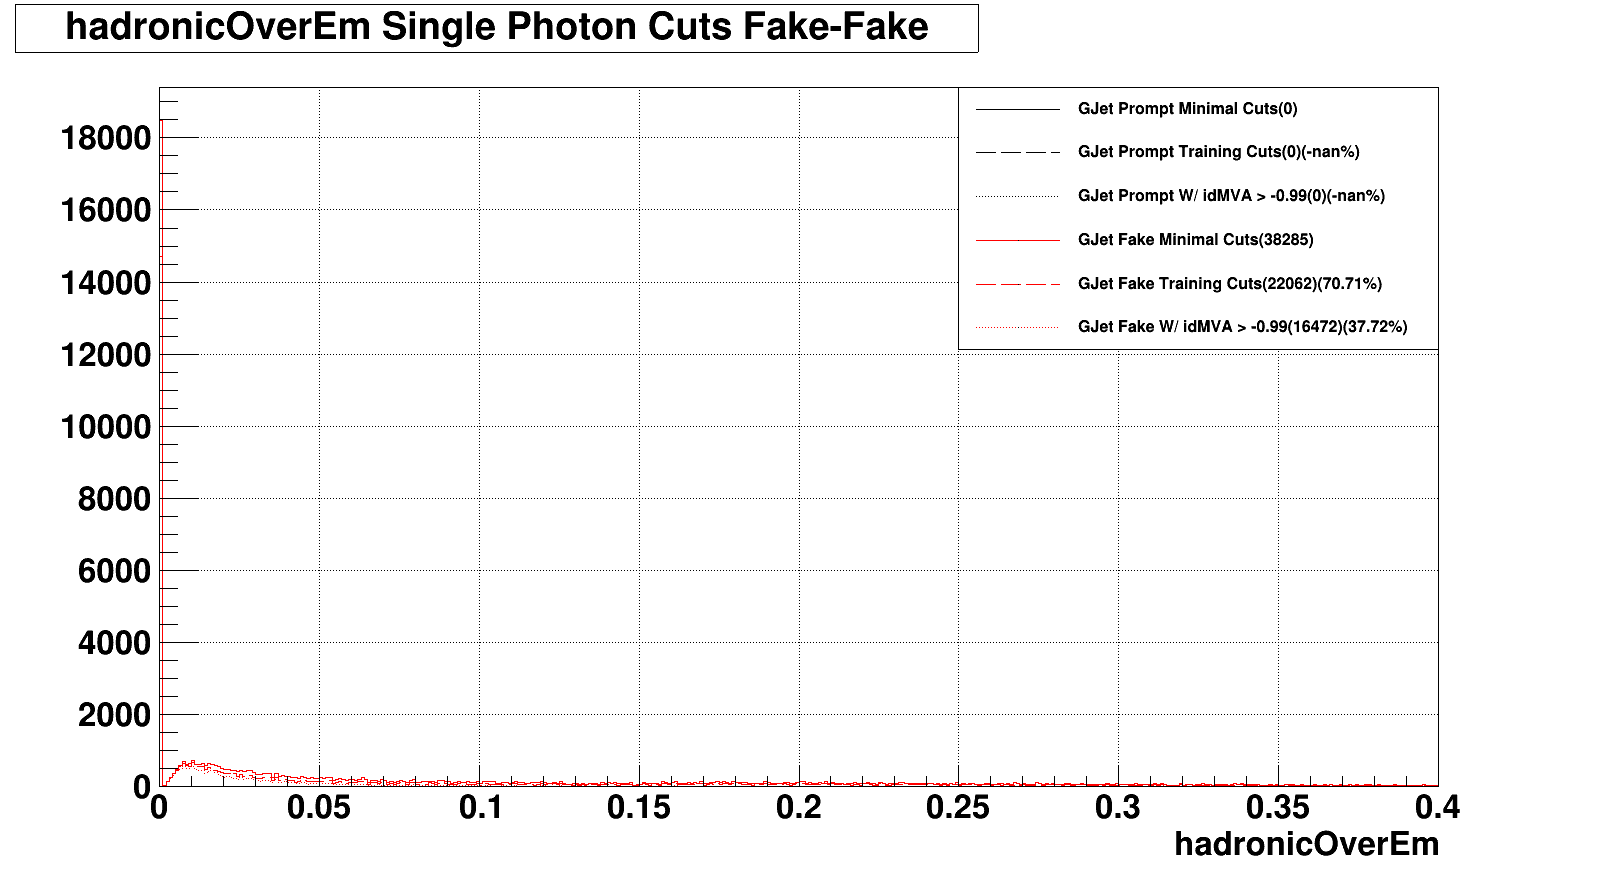 hadronicOverEm Single Photon Cuts Fake-Fake
GJet Prompt Minimal Cuts(0)
GJet Prompt Training Cuts(0)(-nan%)
GJet Prompt W/ idMVA > -0.99(0)(-nan%)
GJet Fake Minimal Cuts(38285)
GJet Fake Training Cuts(22062)(70.71%)
GJet Fake W/ idMVA > -0.99(16472)(37.72%)
18000
16000
14000
12000
10000
8000
6000
4000
2000
0
0 0.05 0.1 0.15 0.2 0.25 0.3 0.35 0.4
hadronicOverEm